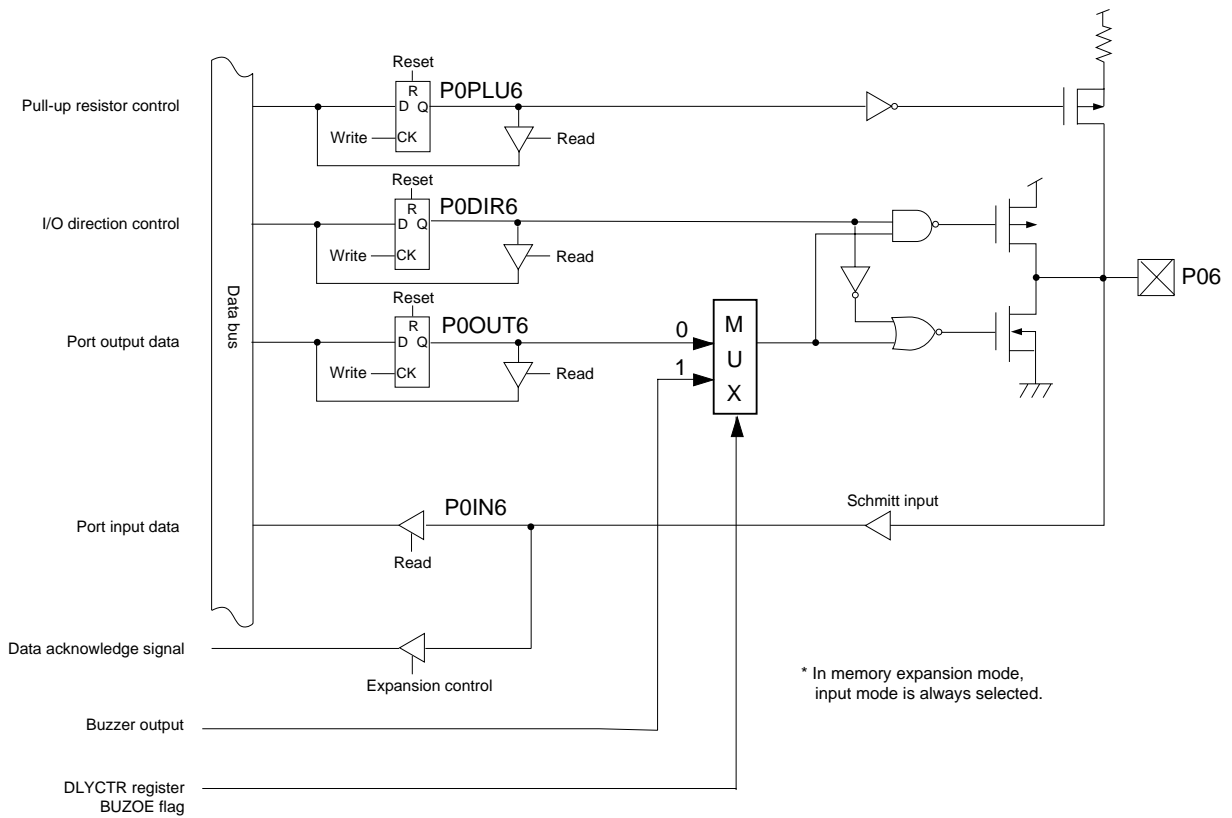 Reset
Pull-up resistor control
R
P0PLU6
D Q
Write
CK
Read
Reset
I/O direction control
R
P0DIR6
D Q
Write
CK
Read
P06
Data bus
Reset
Port output data
R
P0OUT6
D Q
Write
CK
Read
0
1
M
U
X
Port input data
P0IN6
Read
Schmitt input
Data acknowledge signal
Expansion control
* In memory expansion mode,
input mode is always selected.
Buzzer output
DLYCTR register
BUZOE flag